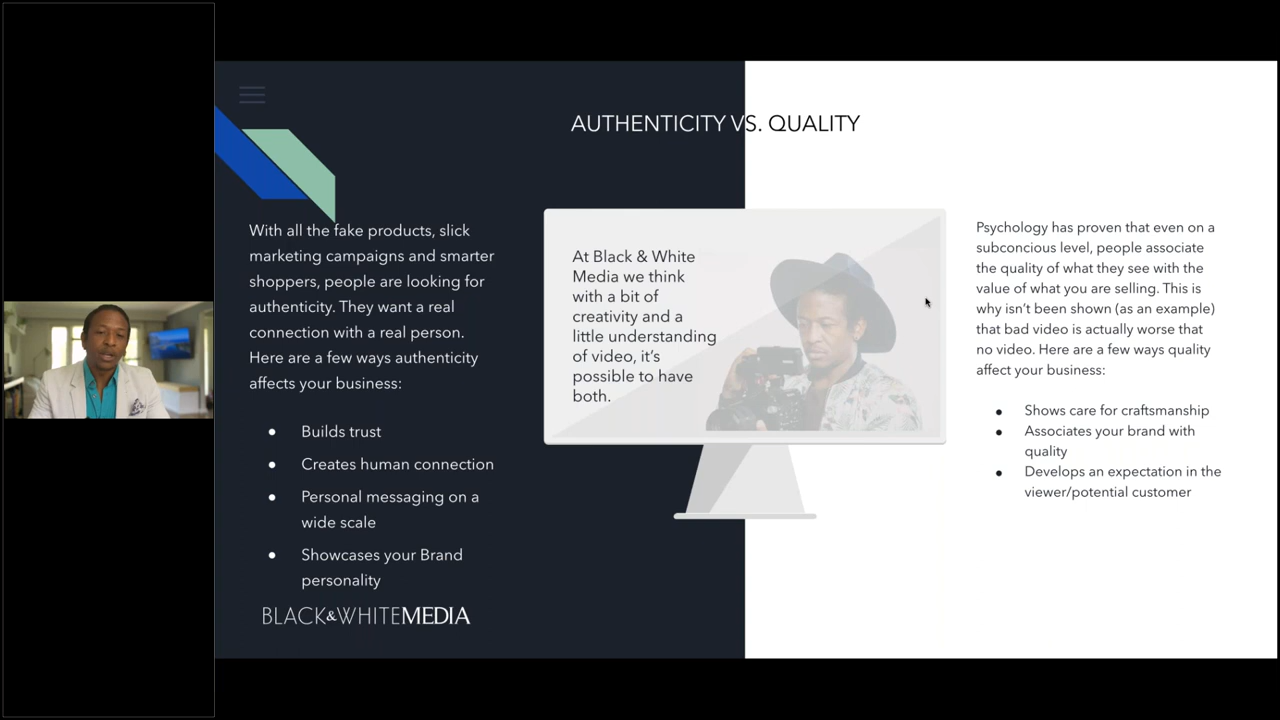 AUTHENTICITY VS. QUALITY
With all the fake products, slick
marketing campaigns and smarter
shoppers, people are looking for
authenticity. They want a real
connection with a real person.
Here are a few ways authenticity
affects your business:
● Builds trust
● Creates human connection
● Personal messaging on a
wide scale
● Showcases your Brand
personality
BLACK&WHITEMEDIA
At Black & White
Media we think
with a bit of
creativity and a
little understanding
of video, it’s
possible to have
both.
Psychology has proven that even on a
subconcious level, people associate
the quality of what they see with the
value of what you are selling. This is
why isn’t been shown (as an example)
that bad video is actually worse that
no video. Here are a few ways quality
affect your business:
● Shows care for craftsmanship
● Associates your brand with
quality
● Develops an expectation in the
viewer/potential customer